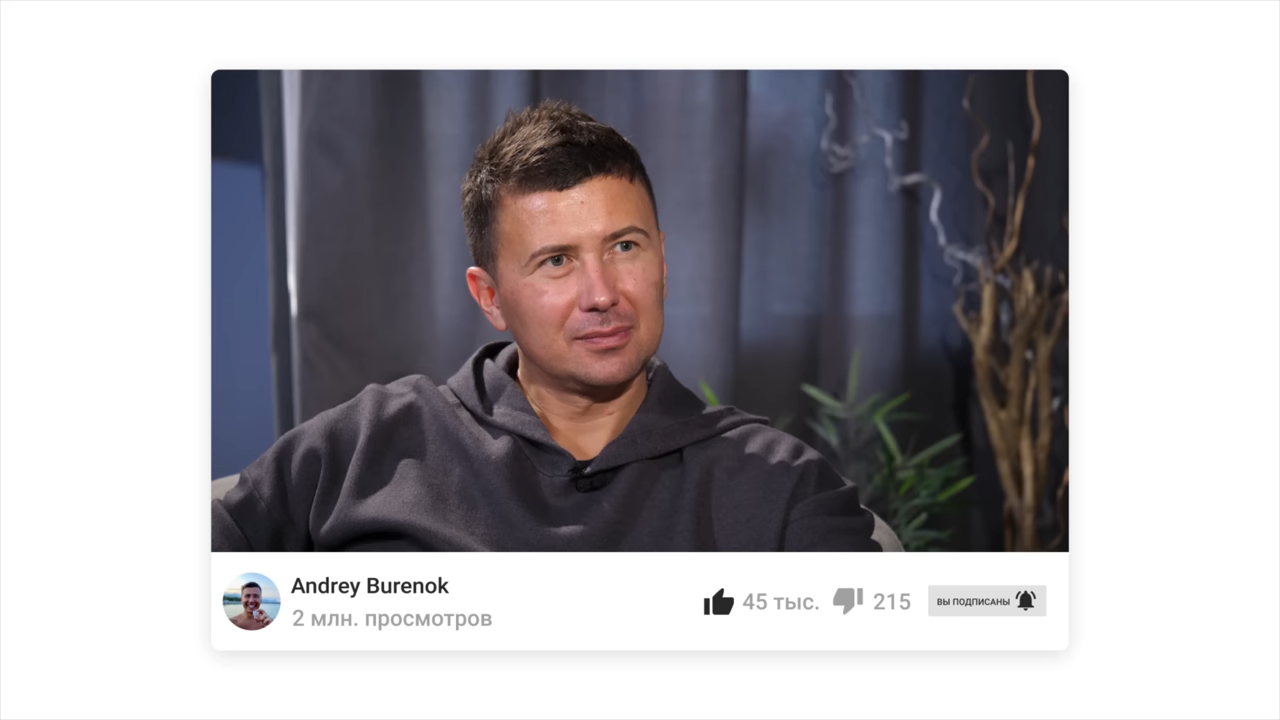 Andrey Burenok
2 млн. просмотров
45 тыс.
215
ВЫ ПОДПИСАНЫ